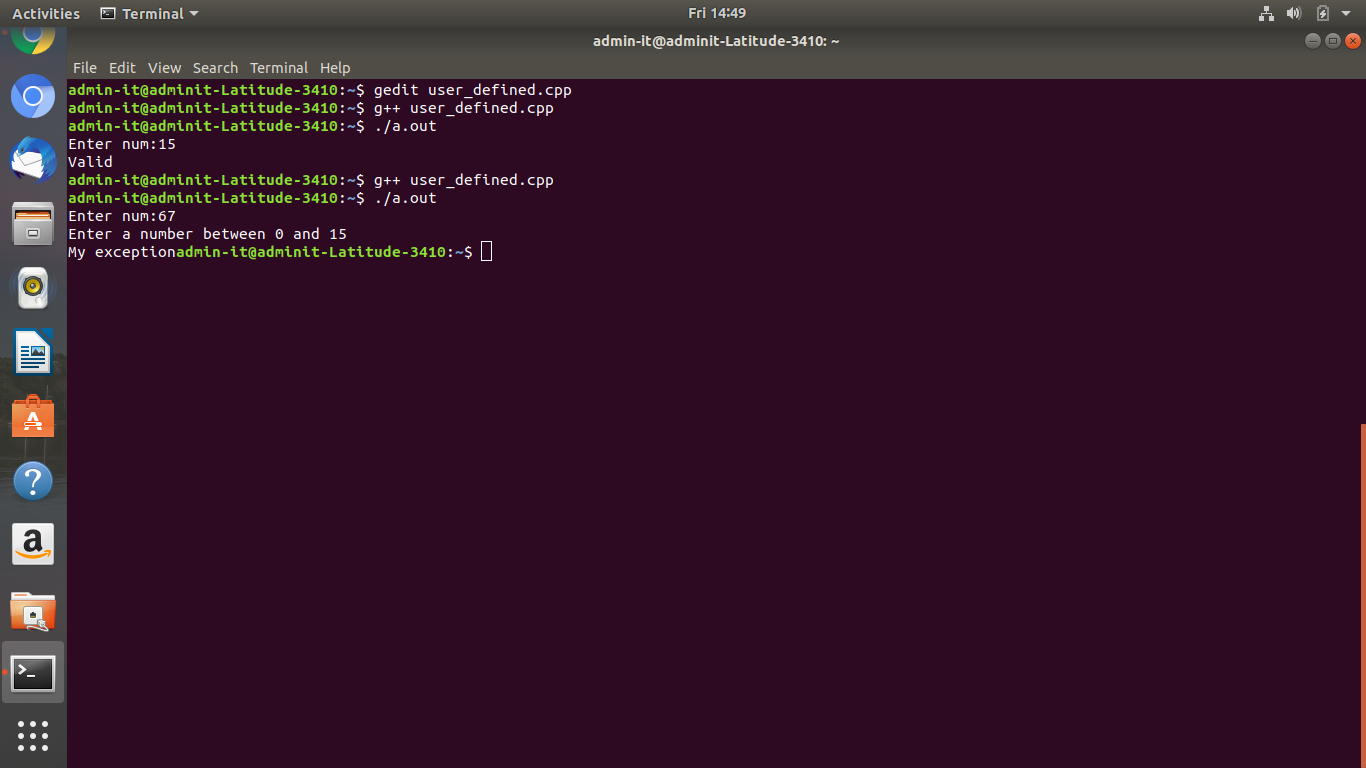 Activities Terminal Fri 14:49
admin-it@adminit-Latitude-3410: ~
File Edit View Search Terminal Help
admin-it@adminit-Latitude-3410:~$ gedit user_defined.cpp
admin-it@adminit-Latitude-3410:~$ g++ user_defined.cpp
admin-it@adminit-Latitude-3410:~$ ./a.out
Enter num:15
Valid
admin-it@adminit-Latitude-3410:~$ g++ user_defined.cpp
admin-it@adminit-Latitude-3410:~$ ./a.out
Enter num:67
Enter a number between 0 and 15
My exceptionadmin-it@adminit-Latitude-3410:~$